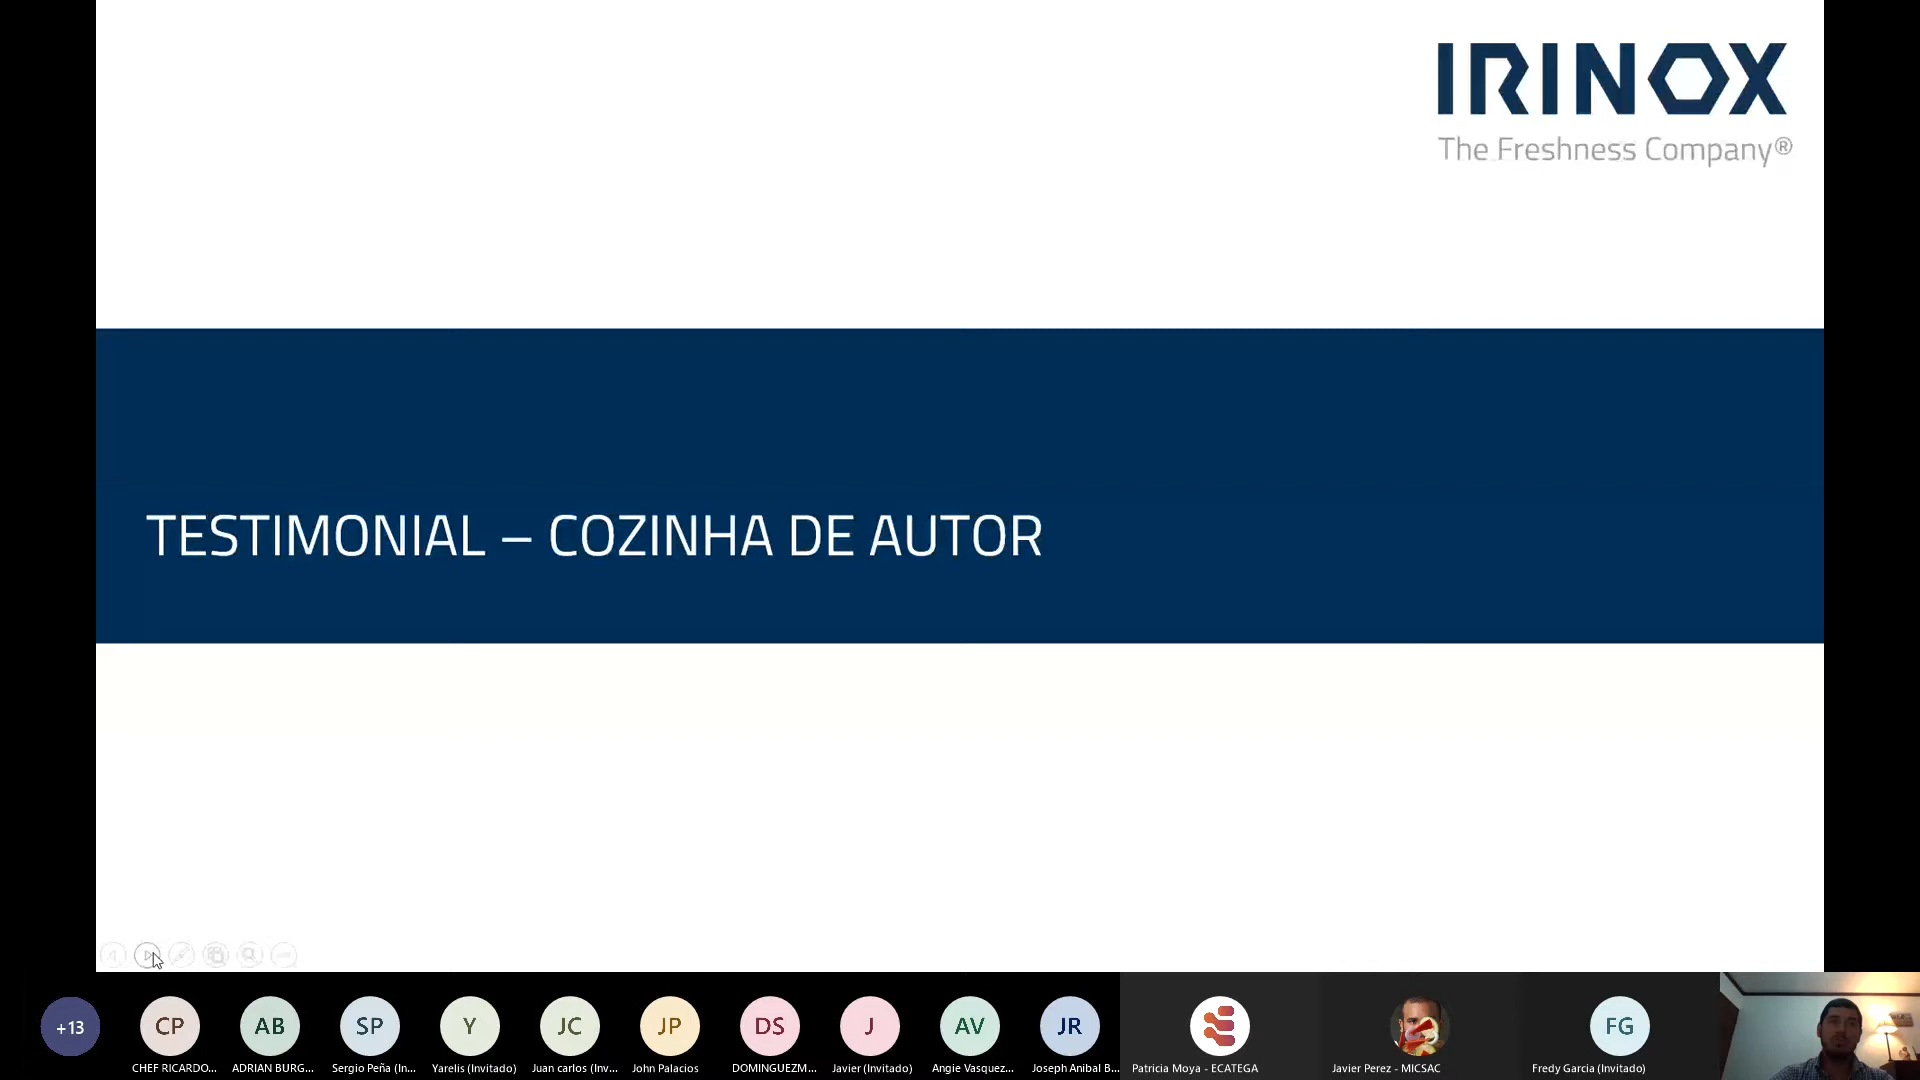 IRINOX
The Freshness Company®
TESTIMONIAL – COZINHA DE AUTOR
+13
CP
AB
SP
Y
JC
JP
DS
J
AV
JR
FG
CHEF RICARDO...
ADRIAN BURG...
Sergio Peña (In...
Yarelis (Invitado)
Juan carlos (Inv...
John Palacios
DOMINGUEZM...
Javier (Invitado)
Angie Vasquez...
Joseph Anibal B...
Patricia Moya - ECATEGA
Javier Perez - MICSAC
Fredy Garcia (Invitado)